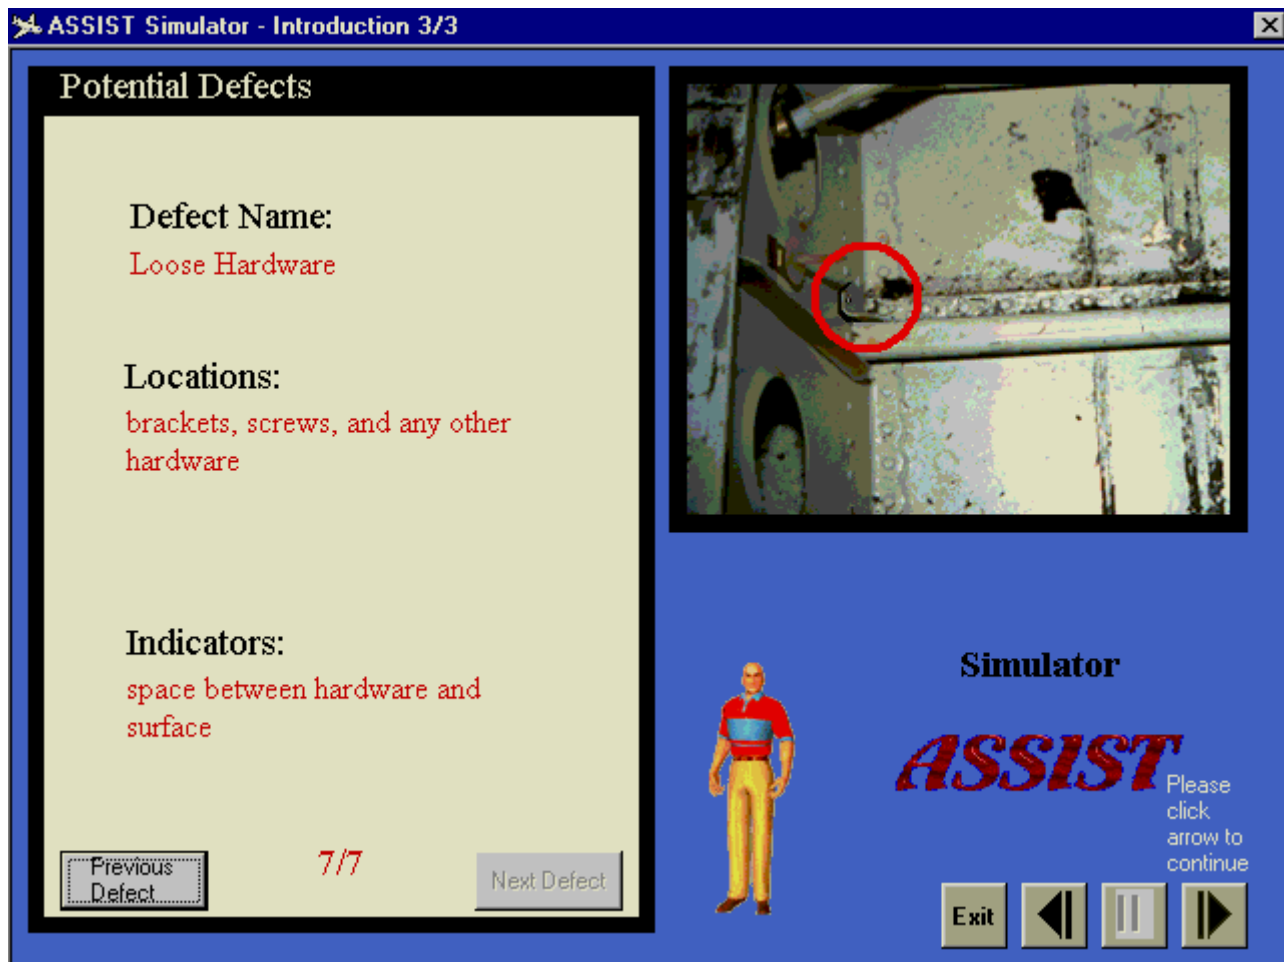 ASSIST Simulator - Introduction 3/3
Potential Defects
Defect Name:
Loose Hardware
Locations:
brackets, screws, and any other
hardware
Indicators:
space between hardware and
surface
Previous
Defect
7/7
Next Defect
Simulator
ASSIST
Please
click
arrow to
continue
Exit